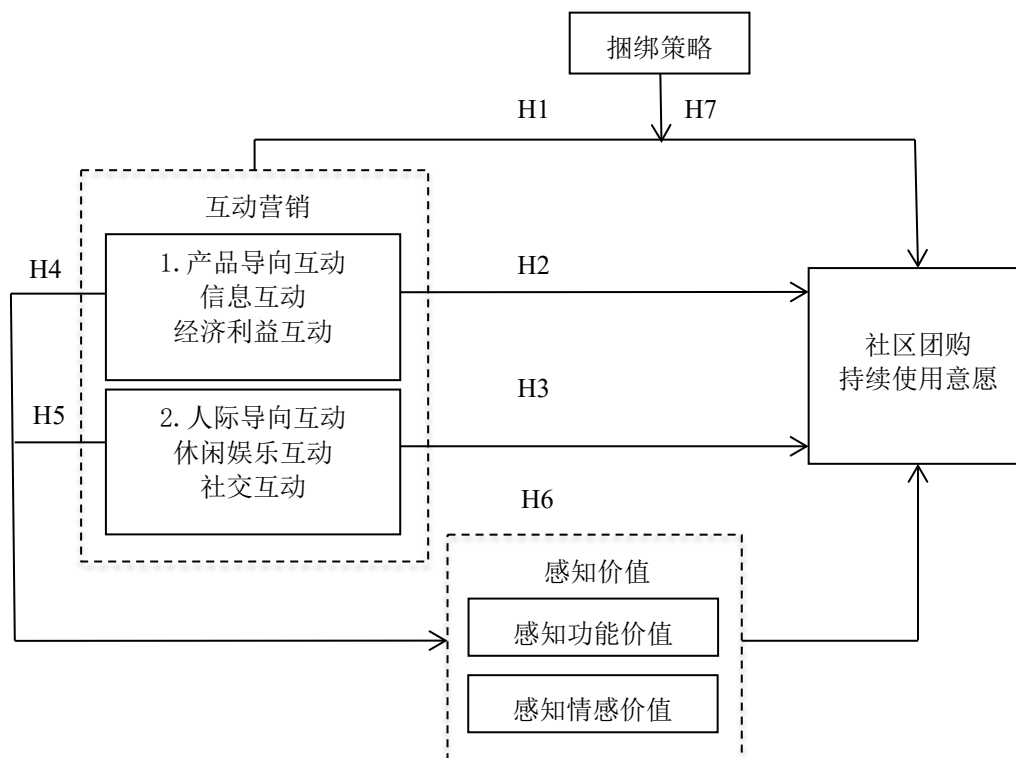 捆绑策略
H1
H7
互动营销
H4
1.产品导向互动
信息互动
经济利益互动
H2
社区团购
持续使用意愿
H5
2.人际导向互动
休闲娱乐互动
社交互动
H3
H6
感知价值
感知功能价值
感知情感价值